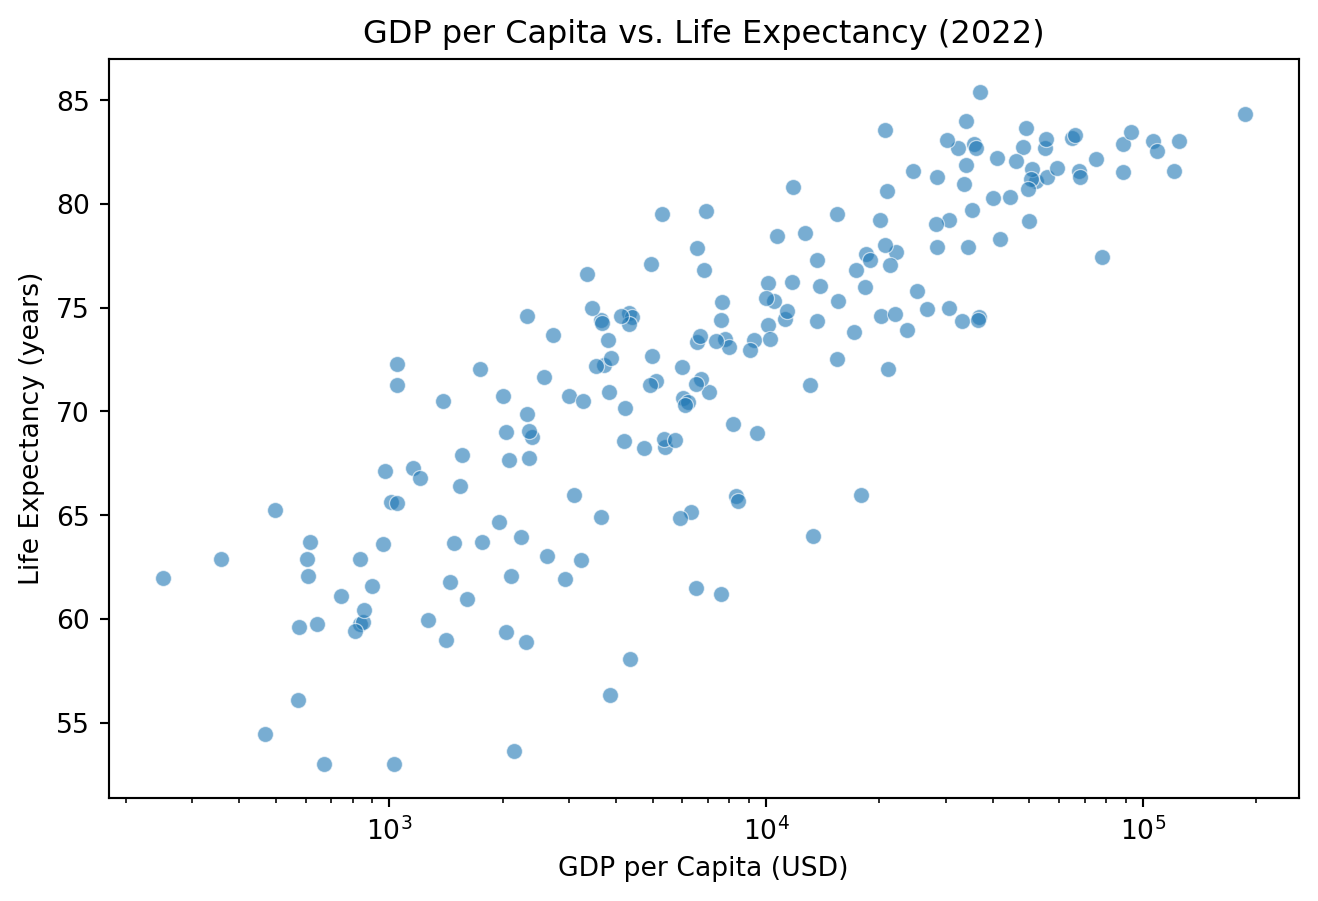 GDP per Capita vs. Life Expectancy (2022)
Life Expectancy (years)
85
80
75
70
65
60
55
10³ 10⁴ 10⁵
GDP per Capita (USD)